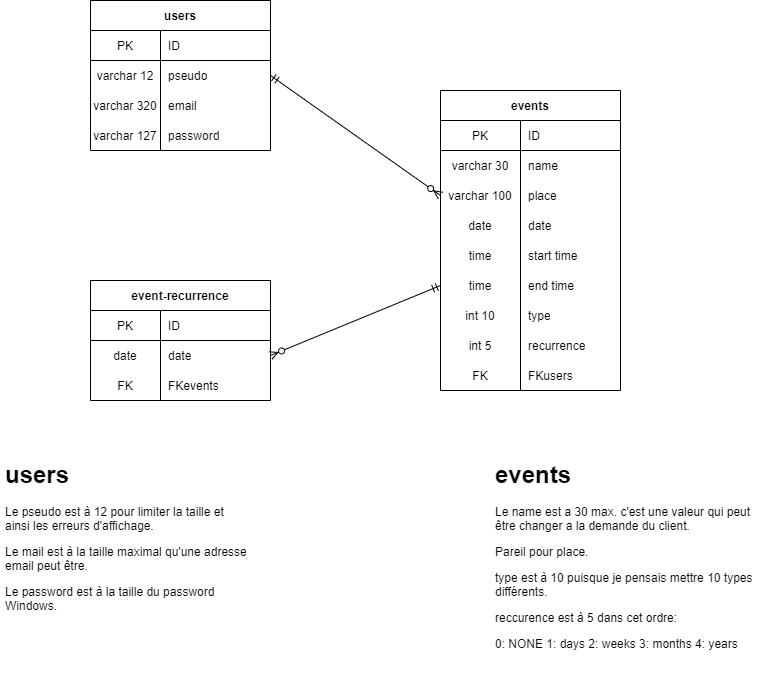 users
PK ID
varchar 12 pseudo
varchar 320 email
varchar 127 password
events
PK ID
varchar 30 name
varchar 100 place
date date
time start time
time end time
int 10 type
int 5 recurrence
FK FKusers
event-recurrence
PK ID
date date
FK FKevents
users
Le pseudo est à 12 pour limiter la taille et
ainsi les erreurs d'affichage.
Le mail est à la taille maximal qu'une adresse
email peut être.
Le password est à la taille du password
Windows.
events
Le name est a 30 max. c'est une valeur qui peut
être changer a la demande du client.
Pareil pour place.
type est à 10 puisque je pensais mettre 10 types
différents.
reccurence est à 5 dans cet ordre:
0: NONE 1: days 2: weeks 3: months 4: years